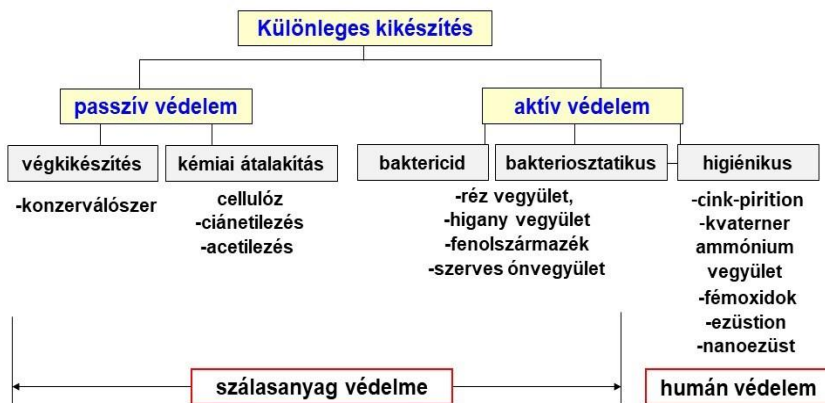 Különleges kikészítés
passzív védelem
aktív védelem
végkikészítés
kémiai átalakítás
baktericid
bakteriosztatikus
higiénikus
-konzerválószer
cellulóz
-ciánetilezés
-acetilezés
-réz vegyület,
-higany vegyület
-fenolszármazék
-szerves ónvegyület
-cink-pirition
-kvaterner
ammónium
vegyület
-fémoxidok
-ezüstion
-nanoezüst
szálasanyag védelme
humán védelem